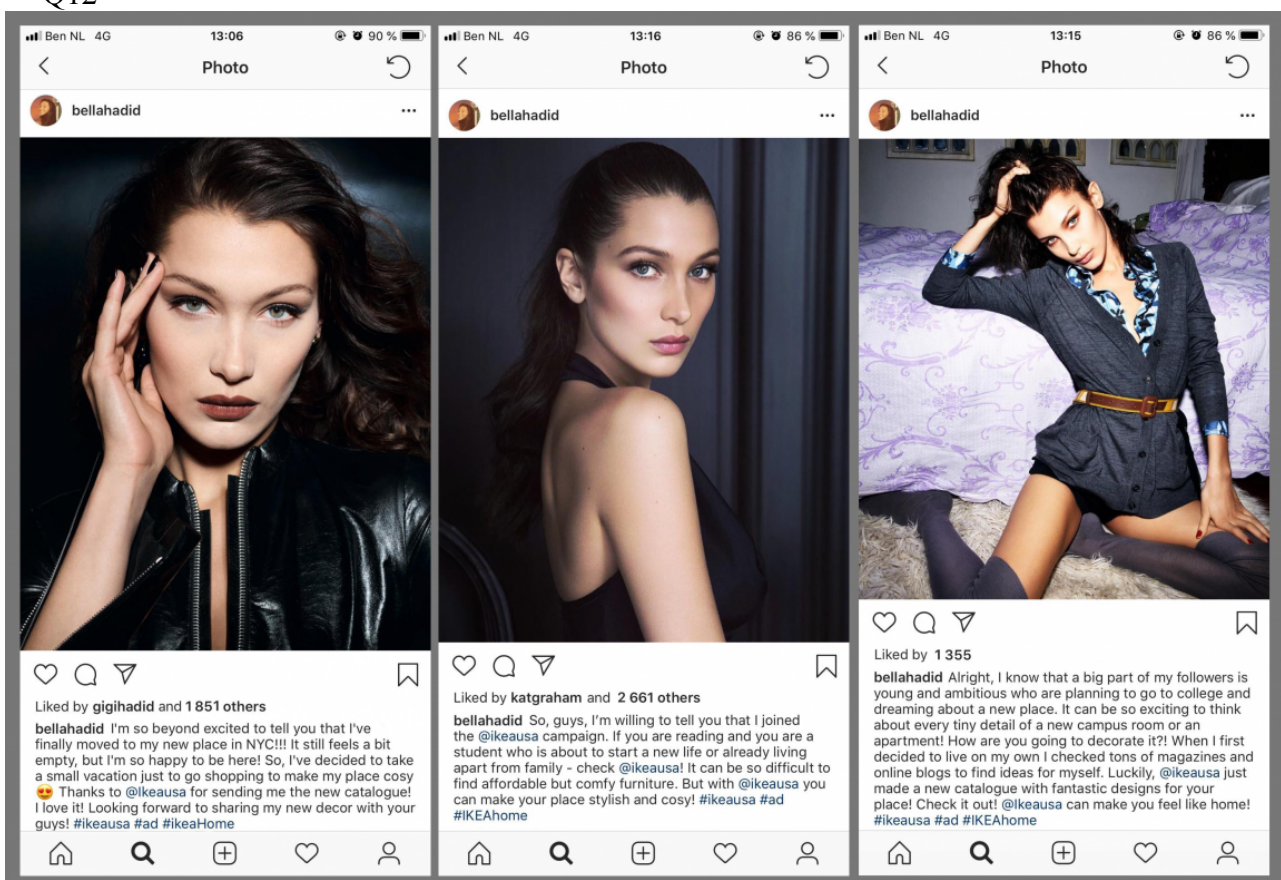 Q12
Ben NL 4G 13:06 90 %
Photo
bellahadid
Liked by gigihadid and 1 851 others
bellahadid I'm so beyond excited to tell you that I've
finally moved to my new place in NYC!!! It still feels a bit
empty, but I'm so happy to be here! So, I've decided to take
a small vacation just to go shopping to make my place cosy
😍 Thanks to @Ikeausa for sending me the new catalogue!
I love it! Looking forward to sharing my new decor with your
guys! #ikeausa #ad #ikeaHome
Ben NL 4G 13:16 86 %
Photo
bellahadid
Liked by katgraham and 2 661 others
bellahadid So, guys, I'm willing to tell you that I joined
the @ikeausa campaign. If you are reading and you are a
student who is about to start a new life or already living
apart from family - check @ikeausa! It can be so difficult to
find affordable but comfy furniture. But with @ikeausa you
can make your place stylish and cosy! #ikeausa #ad
#IKEAhome
Ben NL 4G 13:15 86 %
Photo
bellahadid
Liked by 1 355
bellahadid Alright, I know that a big part of my followers is
young and ambitious who are planning to go to college and
dreaming about a new place. It can be so exciting to think
about every tiny detail of a new campus room or an
apartment! How are you going to decorate it?! When I first
decided to live on my own I checked tons of magazines and
online blogs to find ideas for myself. Luckily, @ikeausa just
made a new catalogue with fantastic designs for your
place! Check it out! @Ikeausa can make you feel like home!
#ikeausa #ad #IKEAhome